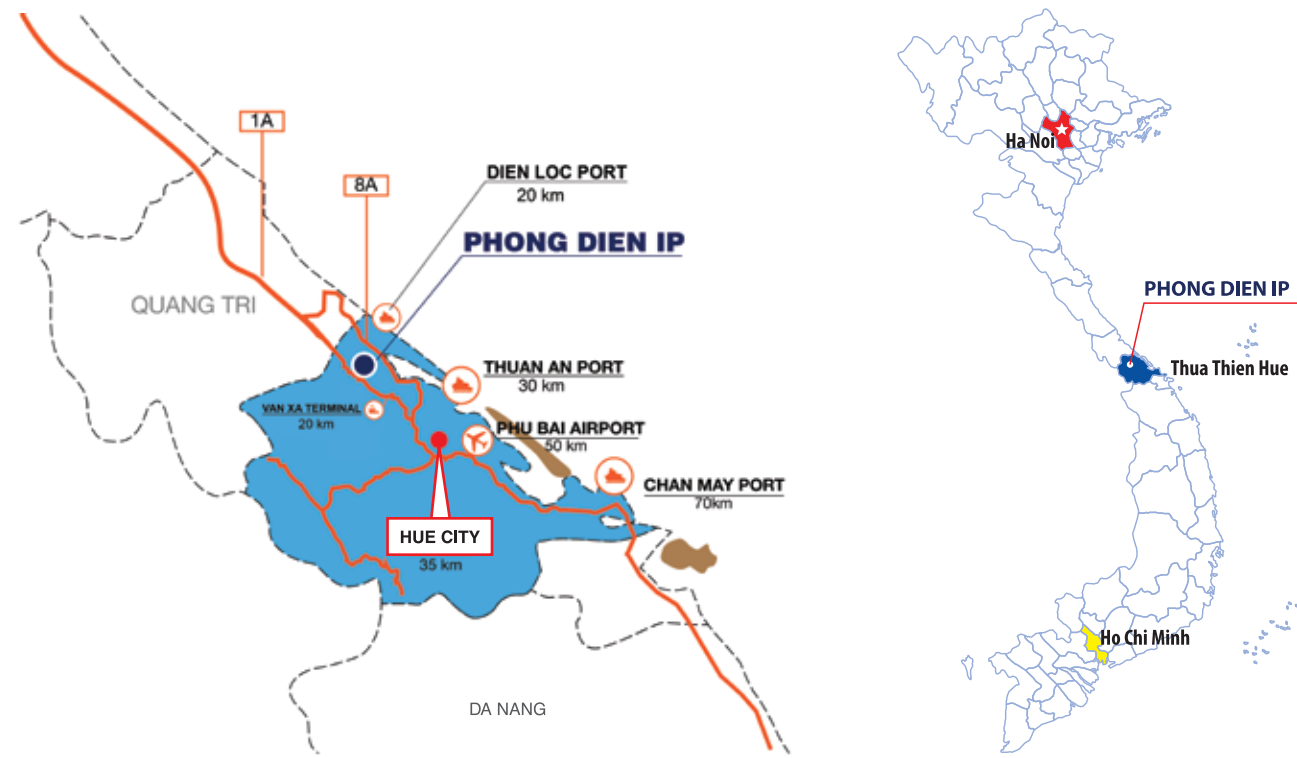 1A
8A
DIEN LOC PORT
20 km
PHONG DIEN IP
QUANG TRI
THUAN AN PORT
30 km
VAN XA TERMINAL
20 km
PHU BAI AIRPORT
50 km
CHAN MAY PORT
70km
HUE CITY
35 km
DA NANG
Ha Noi
PHONG DIEN IP
Thua Thien Hue
Ho Chi Minh